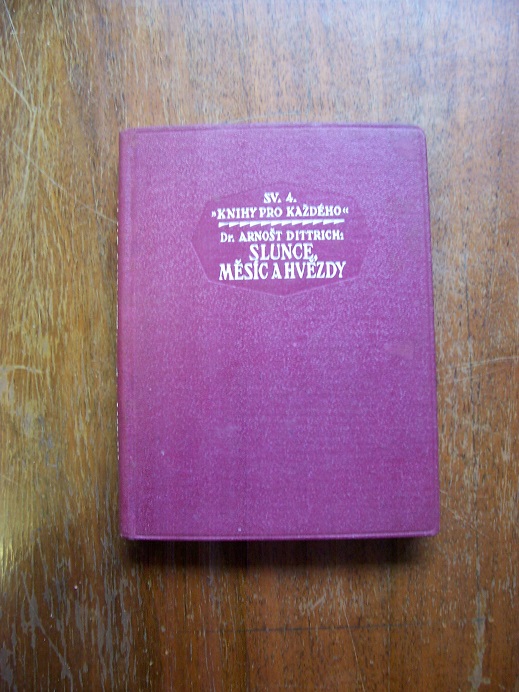 SV. 4.
„KNIHY PRO KAŽDÉHO“
Dr. ARNOŠT DITTRICH:
SLUNCE,
MĚSÍC A HVĚZDY